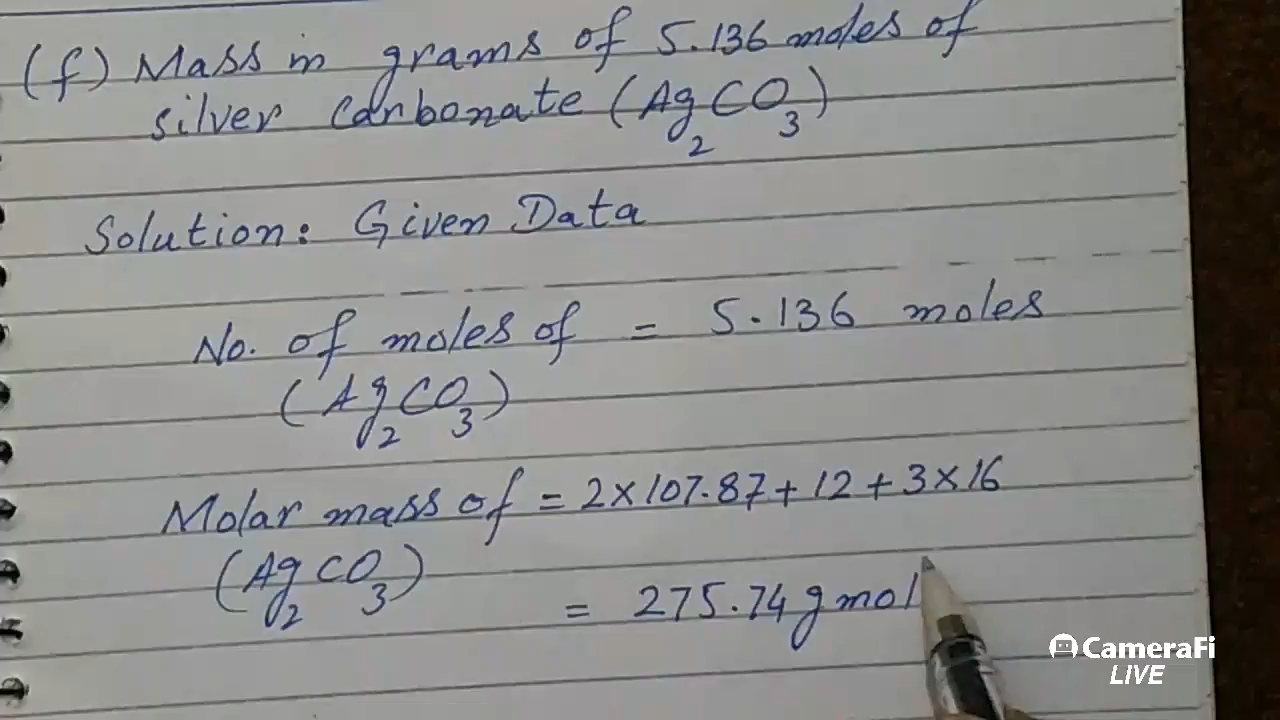 (f) Mass in grams of 5.136 moles of
silver carbonate (Ag₂CO₃)
Solution: Given Data
No. of moles of = 5.136 moles
(Ag₂CO₃)
Molar mass of = 2×107.87+12+3×16
(Ag₂CO₃)
= 275.74 g mol
CameraFi
LIVE